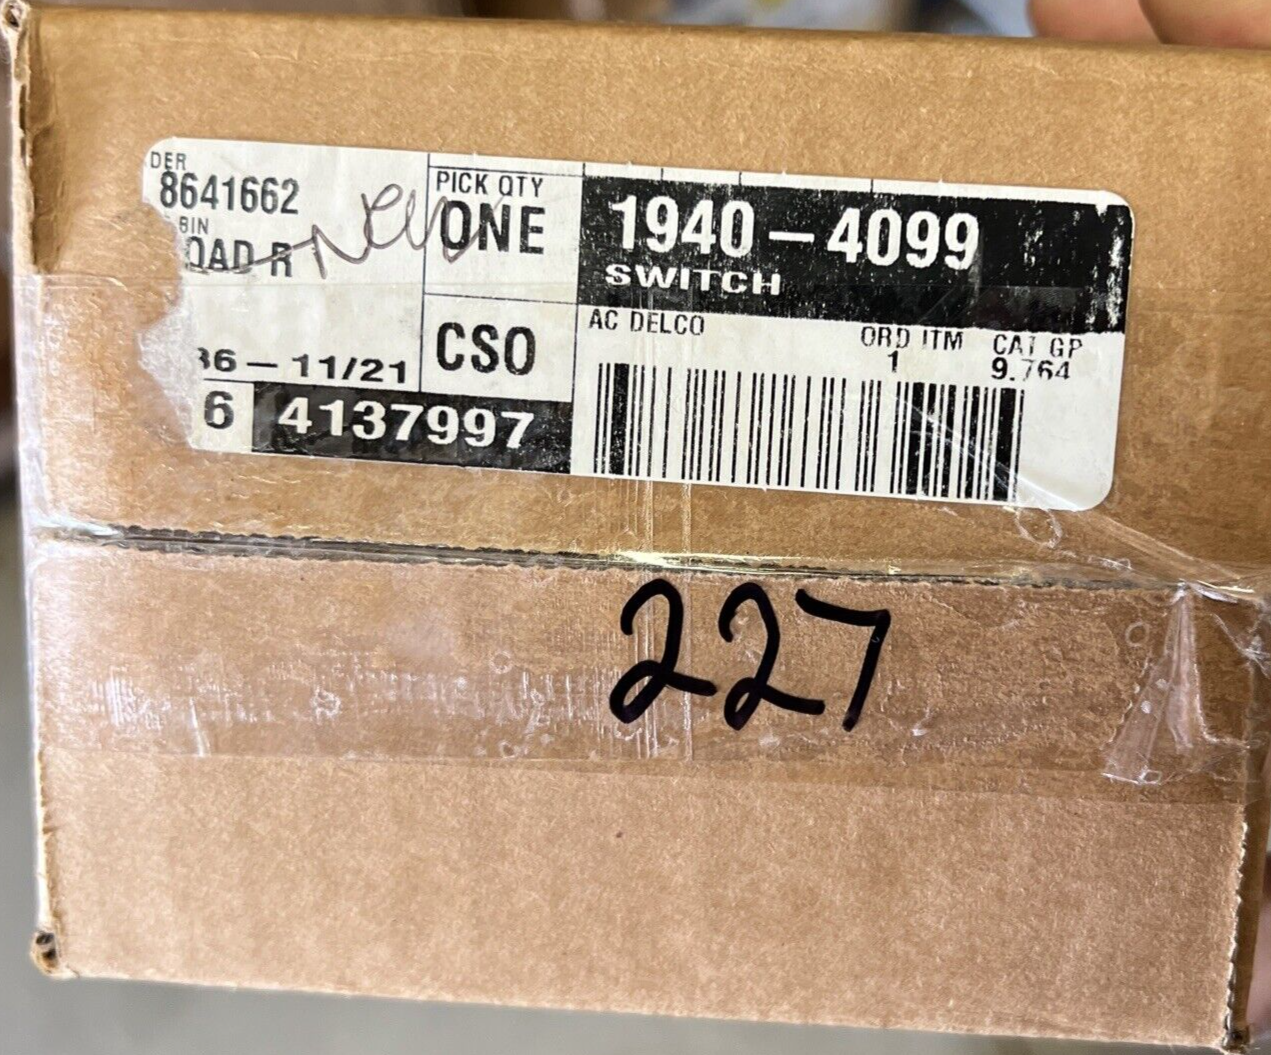 DER
8641662
BIN
OAD R
New
PICK QTY
ONE
1940-4099
SWITCH
AC DELCO
ORD ITM
1
CAT GP
9.764
CSO
36-11/21
6 4137997
227